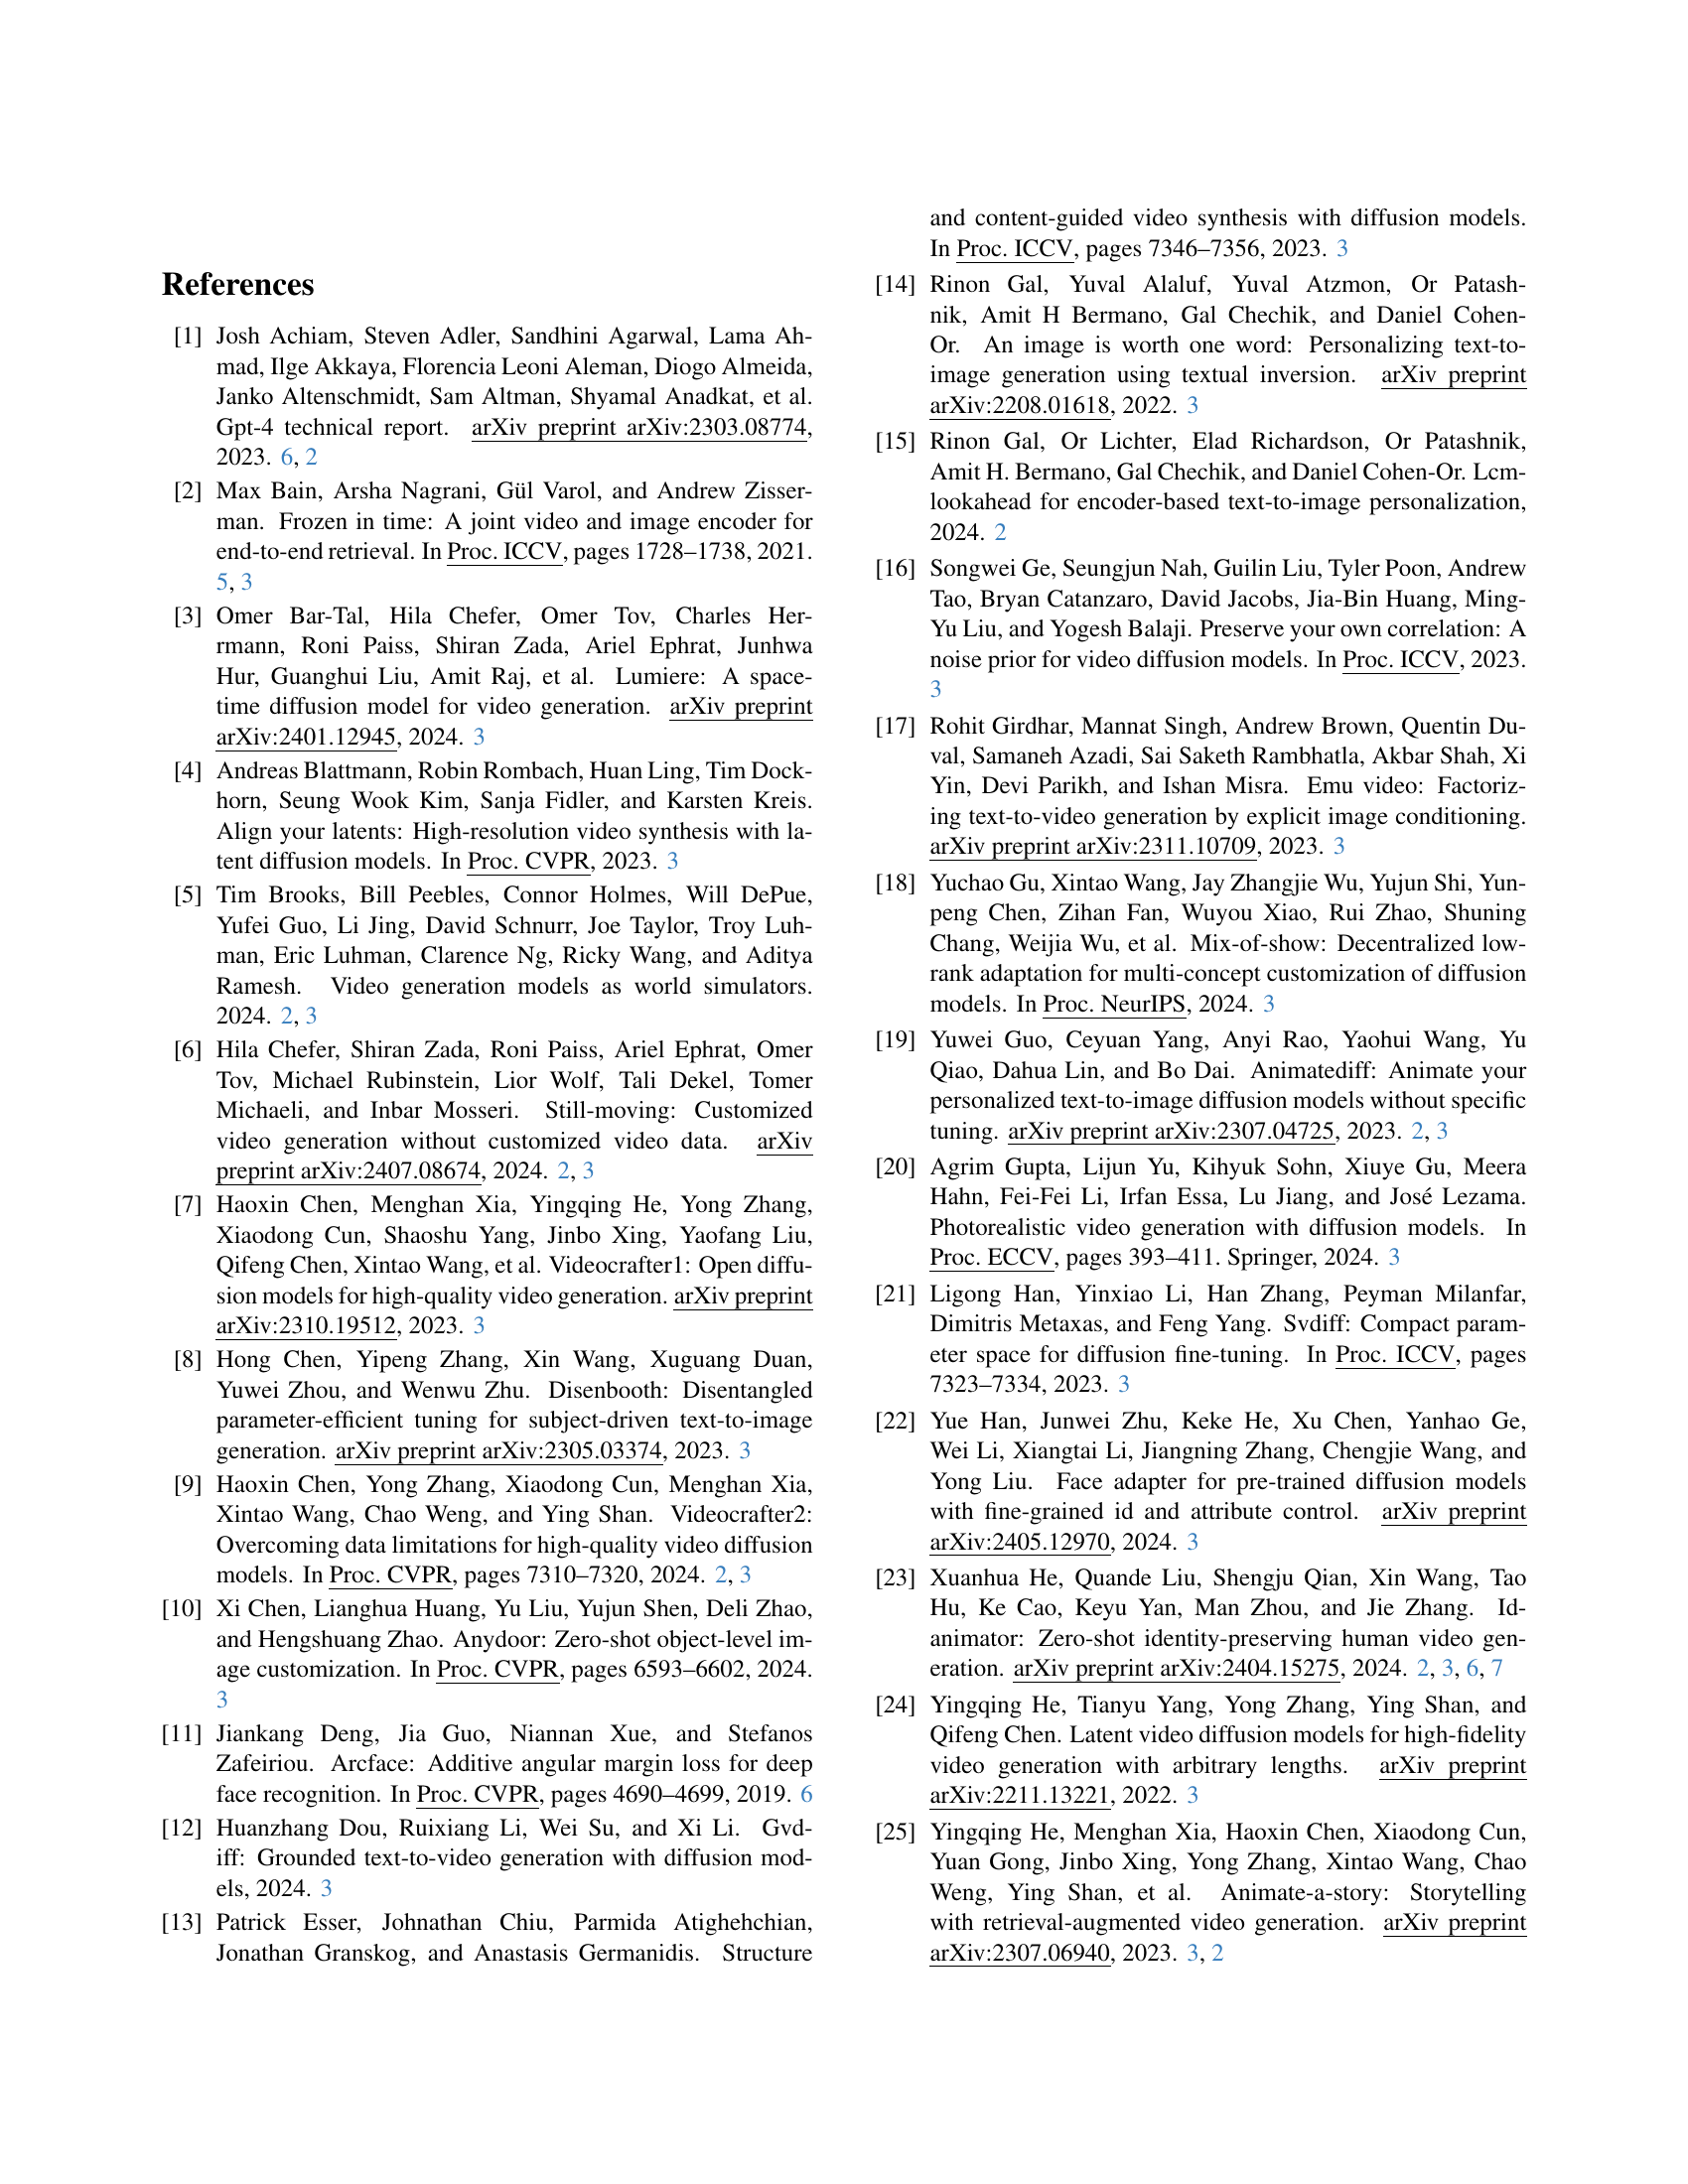 References
[1] Josh Achiam, Steven Adler, Sandhini Agarwal, Lama Ah-
mad, Ilge Akkaya, Florencia Leoni Aleman, Diogo Almeida,
Janko Altenschmidt, Sam Altman, Shyamal Anadkat, et al.
Gpt-4 technical report. arXiv preprint arXiv:2303.08774,
2023. 6, 2
[2] Max Bain, Arsha Nagrani, Gül Varol, and Andrew Zisser-
man. Frozen in time: A joint video and image encoder for
end-to-end retrieval. In Proc. ICCV, pages 1728–1738, 2021.
5, 3
[3] Omer Bar-Tal, Hila Chefer, Omer Tov, Charles Her-
rmann, Roni Paiss, Shiran Zada, Ariel Ephrat, Junhwa
Hur, Guanghui Liu, Amit Raj, et al. Lumiere: A space-
time diffusion model for video generation. arXiv preprint
arXiv:2401.12945, 2024. 3
[4] Andreas Blattmann, Robin Rombach, Huan Ling, Tim Dock-
horn, Seung Wook Kim, Sanja Fidler, and Karsten Kreis.
Align your latents: High-resolution video synthesis with la-
tent diffusion models. In Proc. CVPR, 2023. 3
[5] Tim Brooks, Bill Peebles, Connor Holmes, Will DePue,
Yufei Guo, Li Jing, David Schnurr, Joe Taylor, Troy Luh-
man, Eric Luhman, Clarence Ng, Ricky Wang, and Aditya
Ramesh. Video generation models as world simulators.
2024. 2, 3
[6] Hila Chefer, Shiran Zada, Roni Paiss, Ariel Ephrat, Omer
Tov, Michael Rubinstein, Lior Wolf, Tali Dekel, Tomer
Michaeli, and Inbar Mosseri. Still-moving: Customized
video generation without customized video data. arXiv
preprint arXiv:2407.08674, 2024. 2, 3
[7] Haoxin Chen, Menghan Xia, Yingqing He, Yong Zhang,
Xiaodong Cun, Shaoshu Yang, Jinbo Xing, Yaofang Liu,
Qifeng Chen, Xintao Wang, et al. Videocrafter1: Open diffu-
sion models for high-quality video generation. arXiv preprint
arXiv:2310.19512, 2023. 3
[8] Hong Chen, Yipeng Zhang, Xin Wang, Xuguang Duan,
Yuwei Zhou, and Wenwu Zhu. Disenbooth: Disentangled
parameter-efficient tuning for subject-driven text-to-image
generation. arXiv preprint arXiv:2305.03374, 2023. 3
[9] Haoxin Chen, Yong Zhang, Xiaodong Cun, Menghan Xia,
Xintao Wang, Chao Weng, and Ying Shan. Videocrafter2:
Overcoming data limitations for high-quality video diffusion
models. In Proc. CVPR, pages 7310–7320, 2024. 2, 3
[10] Xi Chen, Lianghua Huang, Yu Liu, Yujun Shen, Deli Zhao,
and Hengshuang Zhao. Anydoor: Zero-shot object-level im-
age customization. In Proc. CVPR, pages 6593–6602, 2024.
3
[11] Jiankang Deng, Jia Guo, Niannan Xue, and Stefanos
Zafeiriou. Arcface: Additive angular margin loss for deep
face recognition. In Proc. CVPR, pages 4690–4699, 2019. 6
[12] Huanzhang Dou, Ruixiang Li, Wei Su, and Xi Li. Gvd-
iff: Grounded text-to-video generation with diffusion mod-
els, 2024. 3
[13] Patrick Esser, Johnathan Chiu, Parmida Atighehchian,
Jonathan Granskog, and Anastasis Germanidis. Structure
and content-guided video synthesis with diffusion models.
In Proc. ICCV, pages 7346–7356, 2023. 3
[14] Rinon Gal, Yuval Alaluf, Yuval Atzmon, Or Patash-
nik, Amit H Bermano, Gal Chechik, and Daniel Cohen-
Or. An image is worth one word: Personalizing text-to-
image generation using textual inversion. arXiv preprint
arXiv:2208.01618, 2022. 3
[15] Rinon Gal, Or Lichter, Elad Richardson, Or Patashnik,
Amit H. Bermano, Gal Chechik, and Daniel Cohen-Or. Lcm-
lookahead for encoder-based text-to-image personalization,
2024. 2
[16] Songwei Ge, Seungjun Nah, Guilin Liu, Tyler Poon, Andrew
Tao, Bryan Catanzaro, David Jacobs, Jia-Bin Huang, Ming-
Yu Liu, and Yogesh Balaji. Preserve your own correlation: A
noise prior for video diffusion models. In Proc. ICCV, 2023.
3
[17] Rohit Girdhar, Mannat Singh, Andrew Brown, Quentin Du-
val, Samaneh Azadi, Sai Saketh Rambhatla, Akbar Shah, Xi
Yin, Devi Parikh, and Ishan Misra. Emu video: Factoriz-
ing text-to-video generation by explicit image conditioning.
arXiv preprint arXiv:2311.10709, 2023. 3
[18] Yuchao Gu, Xintao Wang, Jay Zhangjie Wu, Yujun Shi, Yun-
peng Chen, Zihan Fan, Wuyou Xiao, Rui Zhao, Shuning
Chang, Weijia Wu, et al. Mix-of-show: Decentralized low-
rank adaptation for multi-concept customization of diffusion
models. In Proc. NeurIPS, 2024. 3
[19] Yuwei Guo, Ceyuan Yang, Anyi Rao, Yaohui Wang, Yu
Qiao, Dahua Lin, and Bo Dai. Animatediff: Animate your
personalized text-to-image diffusion models without specific
tuning. arXiv preprint arXiv:2307.04725, 2023. 2, 3
[20] Agrim Gupta, Lijun Yu, Kihyuk Sohn, Xiuye Gu, Meera
Hahn, Fei-Fei Li, Irfan Essa, Lu Jiang, and José Lezama.
Photorealistic video generation with diffusion models. In
Proc. ECCV, pages 393–411. Springer, 2024. 3
[21] Ligong Han, Yinxiao Li, Han Zhang, Peyman Milanfar,
Dimitris Metaxas, and Feng Yang. Svdiff: Compact param-
eter space for diffusion fine-tuning. In Proc. ICCV, pages
7323–7334, 2023. 3
[22] Yue Han, Junwei Zhu, Keke He, Xu Chen, Yanhao Ge,
Wei Li, Xiangtai Li, Jiangning Zhang, Chengjie Wang, and
Yong Liu. Face adapter for pre-trained diffusion models
with fine-grained id and attribute control. arXiv preprint
arXiv:2405.12970, 2024. 3
[23] Xuanhua He, Quande Liu, Shengju Qian, Xin Wang, Tao
Hu, Ke Cao, Keyu Yan, Man Zhou, and Jie Zhang. Id-
animator: Zero-shot identity-preserving human video gen-
eration. arXiv preprint arXiv:2404.15275, 2024. 2, 3, 6, 7
[24] Yingqing He, Tianyu Yang, Yong Zhang, Ying Shan, and
Qifeng Chen. Latent video diffusion models for high-fidelity
video generation with arbitrary lengths. arXiv preprint
arXiv:2211.13221, 2022. 3
[25] Yingqing He, Menghan Xia, Haoxin Chen, Xiaodong Cun,
Yuan Gong, Jinbo Xing, Yong Zhang, Xintao Wang, Chao
Weng, Ying Shan, et al. Animate-a-story: Storytelling
with retrieval-augmented video generation. arXiv preprint
arXiv:2307.06940, 2023. 3, 2